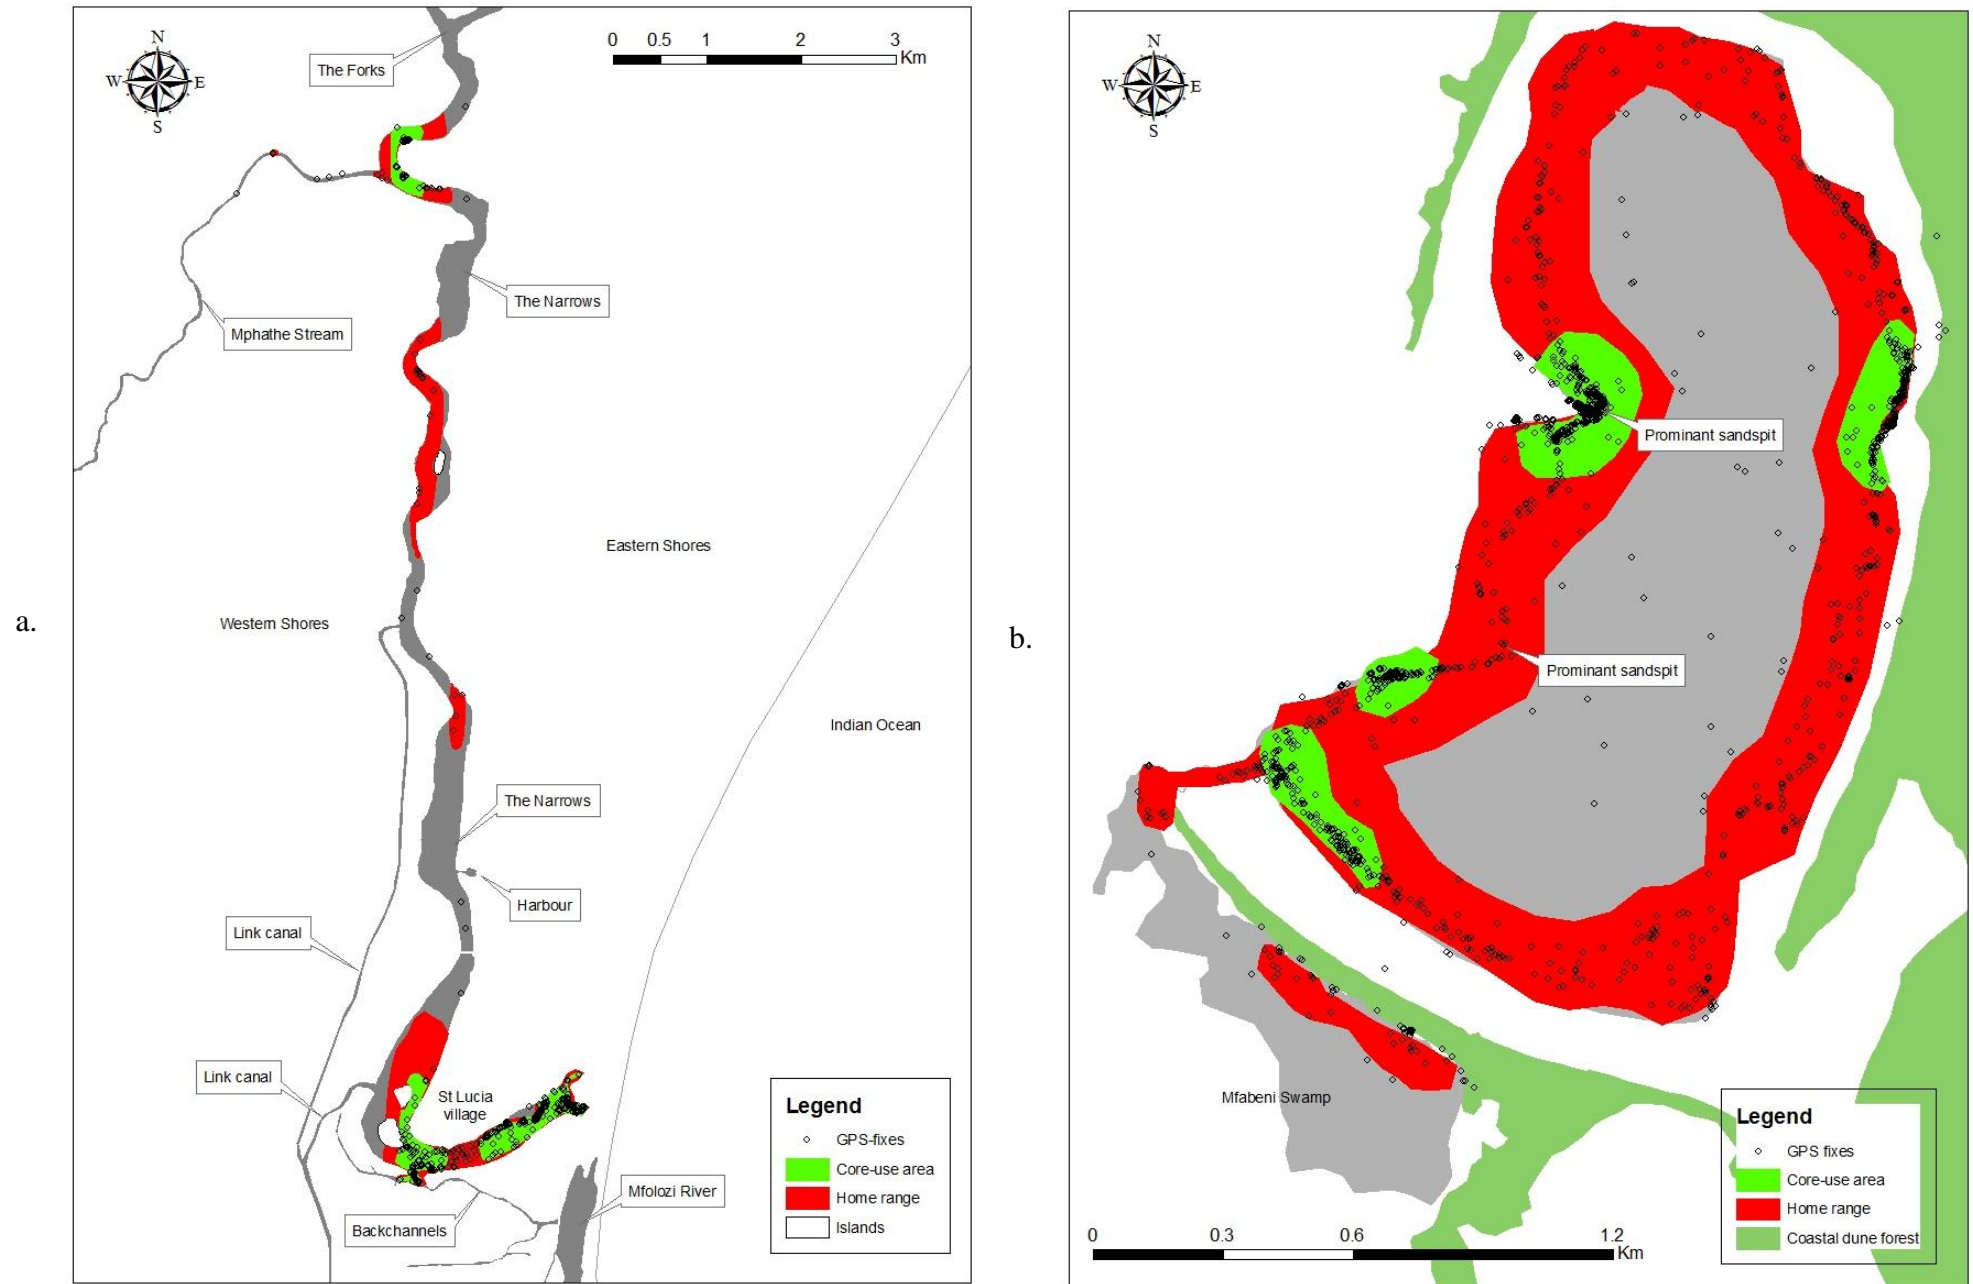 a.
N
W
E
S
0 0.5 1 2 3
Km
The Forks
The Narrows
Mphathe Stream
Eastern Shores
Western Shores
Indian Ocean
The Narrows
Harbour
Link canal
Link canal
St Lucia
village
Mfolozi River
Backchannels
Legend
GPS-fixes
Core-use area
Home range
Islands
b.
N
W
E
S
Prominant sandspit
Prominant sandspit
Mfabeni Swamp
Legend
GPS fixes
Core-use area
Home range
Coastal dune forest
0 0.3 0.6 1.2
Km